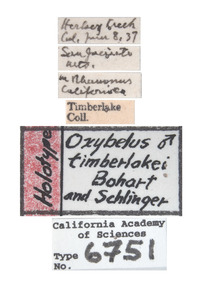 Herkey Creek
Cal. June 8, 37
San Jacinto
mts.
on Rhamnus
Californica
Timberlake
Coll.
Holotype
Oxybelus ♂
timberlakei
Bohart
and Schlinger
California Academy
of Sciences
Type
No. 6751